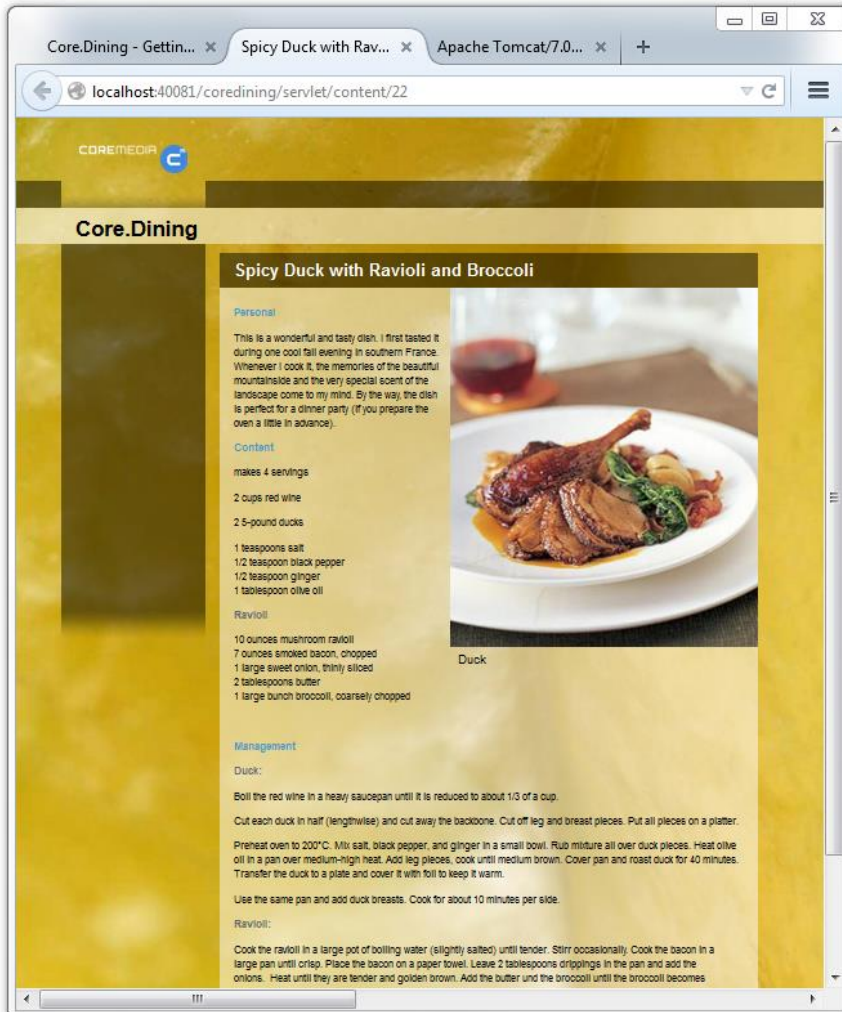 Core.Dining - Gettin...
Spicy Duck with Rav...
Apache Tomcat/7.0...
localhost:40081/coredining/servlet/content/22
COREMEDIA
Core.Dining
Spicy Duck with Ravioli and Broccoli
Personal
This is a wonderful and tasty dish. I first tasted it
during one cool fall evening in southern France.
Whenever I cook it, the memories of the beautiful
mountainside and the very special scent of the
landscape come to my mind. By the way, the dish
is perfect for a dinner party (if you prepare the
oven a little in advance).
Content
makes 4 servings
2 cups red wine
2 5-pound ducks
1 teaspoons salt
1/2 teaspoon black pepper
1/2 teaspoon ginger
1 tablespoon olive oil
Ravioli
10 ounces mushroom ravioli
7 ounces smoked bacon, chopped
1 large sweet onion, thinly sliced
2 tablespoons butter
1 large bunch broccoli, coarsely chopped
Duck
Management
Duck:
Boil the red wine in a heavy saucepan until it is reduced to about 1/3 of a cup.
Cut each duck in half (lengthwise) and cut away the backbone. Cut off leg and breast pieces. Put all pieces on a platter.
Preheat oven to 200°C. Mix salt, black pepper, and ginger in a small bowl. Rub mixture all over duck pieces. Heat olive
oil in a pan over medium-high heat. Add leg pieces, cook until medium brown. Cover pan and roast duck for 40 minutes.
Transfer the duck to a plate and cover it with foil to keep it warm.
Use the same pan and add duck breasts. Cook for about 10 minutes per side.
Ravioli:
Cook the ravioli in a large pot of boiling water (slightly salted) until tender. Stirr occasionally. Cook the bacon in a
large pan until crisp. Place the bacon on a paper towel. Leave 2 tablespoons drippings in the pan and add the
onions. Heat until they are tender and golden brown. Add the butter und the broccoli until the broccoli becomes